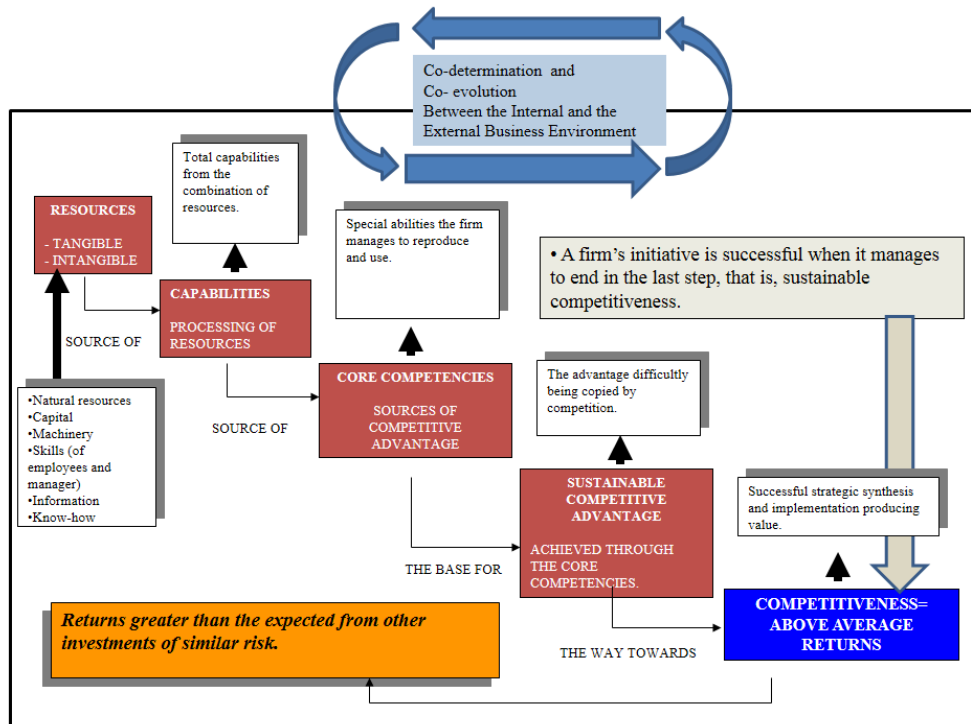 Co-determination and
Co- evolution
Between the Internal and the
External Business Environment
Total capabilities
from the
combination of
resources.
RESOURCES
- TANGIBLE
- INTANGIBLE
Special abilities the firm
manages to reproduce
and use.
• A firm's initiative is successful when it manages
to end in the last step, that is, sustainable
competitiveness.
CAPABILITIES
PROCESSING OF
RESOURCES
SOURCE OF
The advantage difficultly
being copied by
competition.
CORE COMPETENCIES
SOURCES OF
COMPETITIVE
ADVANTAGE
•Natural resources
•Capital
•Machinery
•Skills (of
employees and
manager)
•Information
•Know-how
SOURCE OF
SUSTAINABLE
COMPETITIVE
ADVANTAGE
ACHIEVED THROUGH
THE CORE
COMPETENCIES.
Successful strategic synthesis
and implementation producing
value.
THE BASE FOR
COMPETITIVENESS=
ABOVE AVERAGE
RETURNS
Returns greater than the expected from other
investments of similar risk.
THE WAY TOWARDS